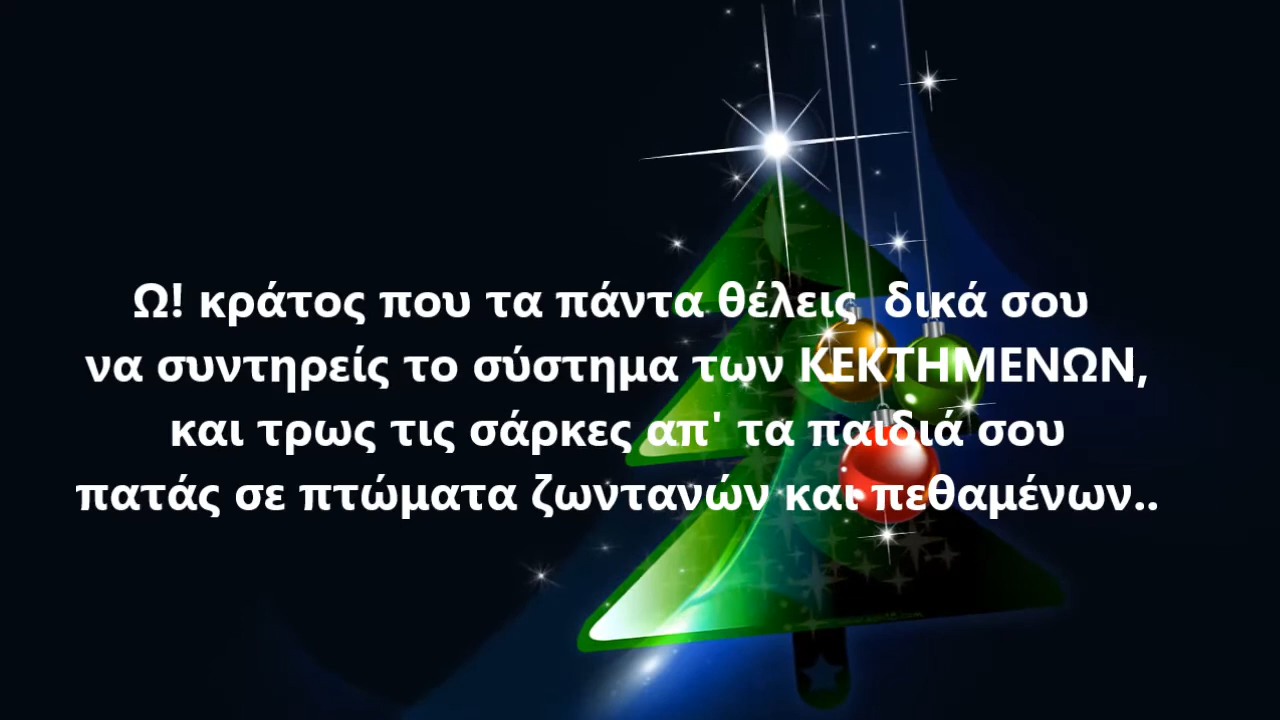 Ω! κράτος που τα πάντα θέλεις  δικά σου
να συντηρείς το σύστημα των ΚΕΚΤΗΜΕΝΩΝ,
και τρως τις σάρκες απ' τα παιδιά σου
πατάς σε πτώματα ζωντανών και πεθαμένων..